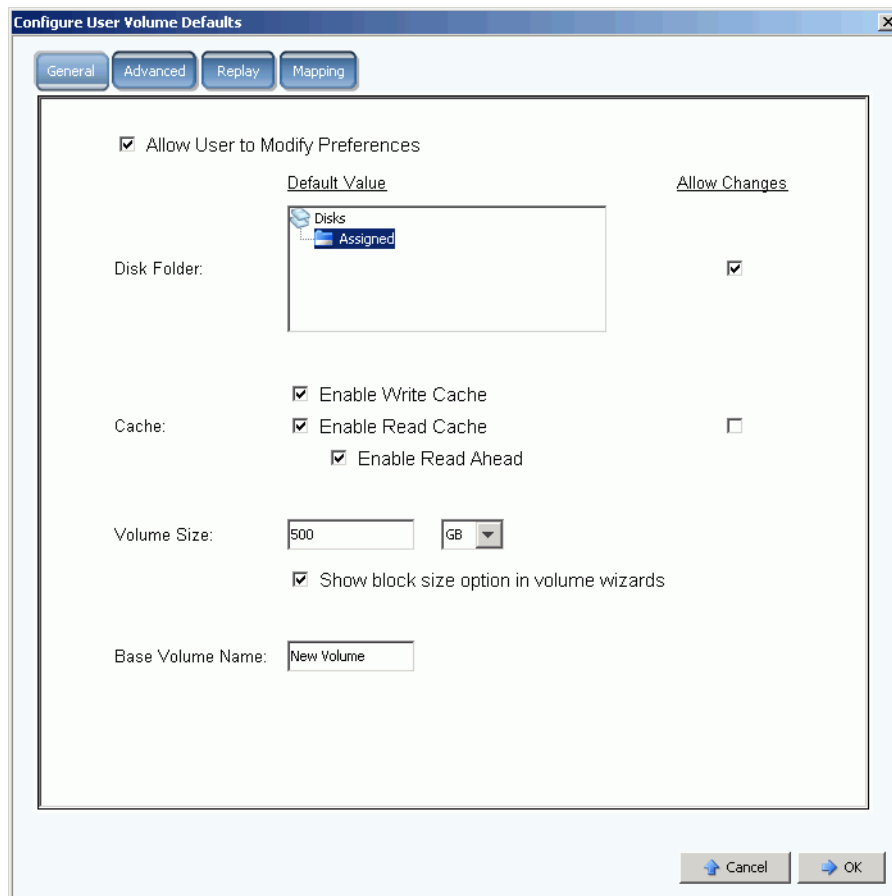 Configure User Volume Defaults
General Advanced Replay Mapping
Allow User to Modify Preferences
Default Value Allow Changes
Disks
Assigned
Disk Folder:
Enable Write Cache
Cache: Enable Read Cache
Enable Read Ahead
Volume Size: 500 GB
Show block size option in volume wizards
Base Volume Name: New Volume
Cancel OK